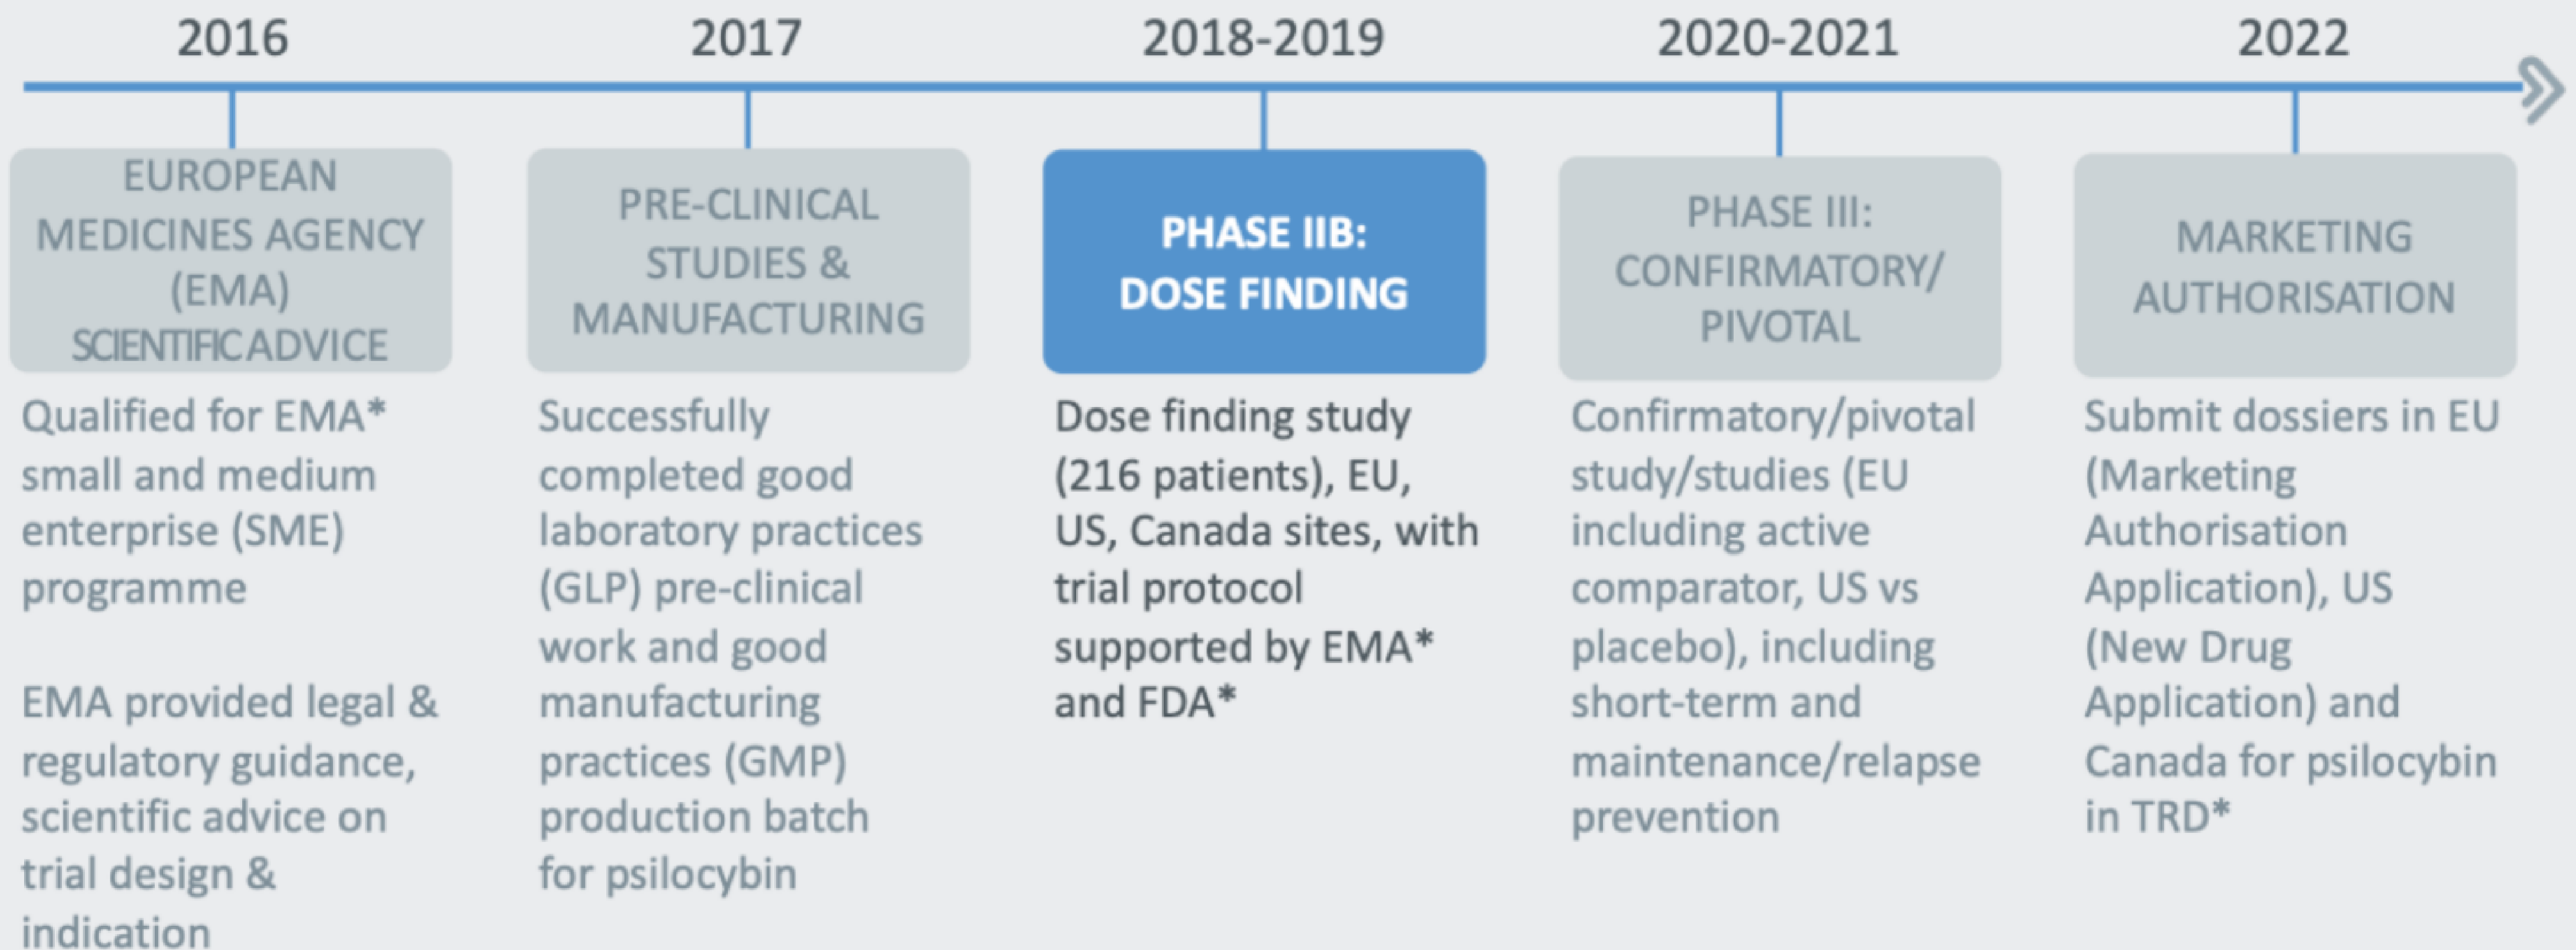 2016
2017
2018-2019
2020-2021
2022
EUROPEAN
MEDICINES AGENCY
(EMA)
SCIENTIFIC ADVICE
PRE-CLINICAL
STUDIES &
MANUFACTURING
PHASE IIB:
DOSE FINDING
PHASE III:
CONFIRMATORY/
PIVOTAL
MARKETING
AUTHORISATION
Qualified for EMA*
small and medium
enterprise (SME)
programme
EMA provided legal &
regulatory guidance,
scientific advice on
trial design &
indication
Successfully
completed good
laboratory practices
(GLP) pre-clinical
work and good
manufacturing
practices (GMP)
production batch
for psilocybin
Dose finding study
(216 patients), EU,
US, Canada sites, with
trial protocol
supported by EMA*
and FDA*
Confirmatory/pivotal
study/studies (EU
including active
comparator, US vs
placebo), including
short-term and
maintenance/relapse
prevention
Submit dossiers in EU
(Marketing
Authorisation
Application), US
(New Drug
Application) and
Canada for psilocybin
in TRD*